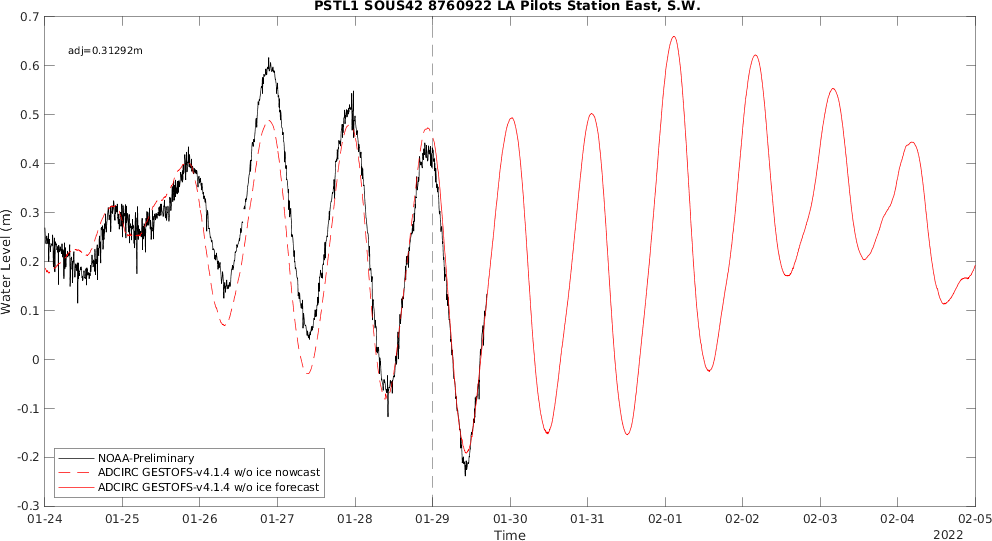 PSTL1 SOUS42 8760922 LA Pilots Station East, S.W.
adj=0.31292m
0.7
0.6
0.5
0.4
0.3
0.2
0.1
0
-0.1
-0.2
-0.3
Water Level (m)
NOAA-Preliminary
ADCIRC GESTOFS-v4.1.4 w/o ice nowcast
ADCIRC GESTOFS-v4.1.4 w/o ice forecast
01-24 01-25 01-26 01-27 01-28 01-29 01-30 01-31 02-01 02-02 02-03 02-04 02-05
Time
2022